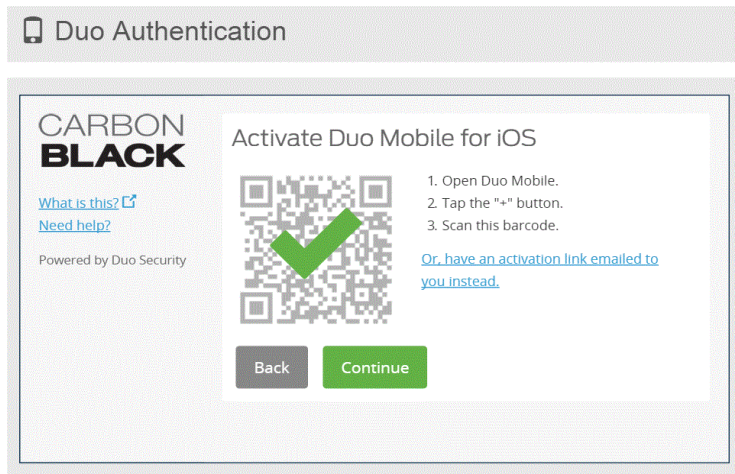 Duo Authentication
CARBON
BLACK
What is this?
Need help?
Powered by Duo Security
Activate Duo Mobile for iOS
1. Open Duo Mobile.
2. Tap the "+" button.
3. Scan this barcode.
Or, have an activation link emailed to
you instead.
Back
Continue